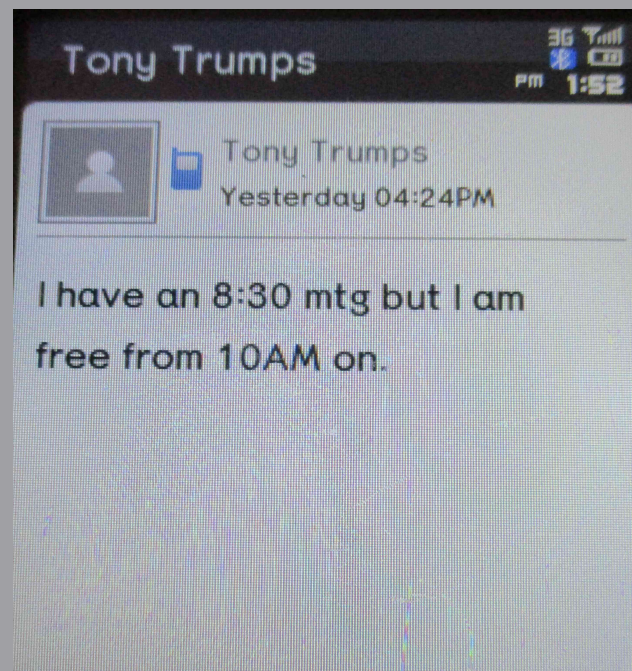 Tony Trumps
3G
PM 1:52
Tony Trumps
Yesterday 04:24PM
I have an 8:30 mtg but I am
free from 10AM on.